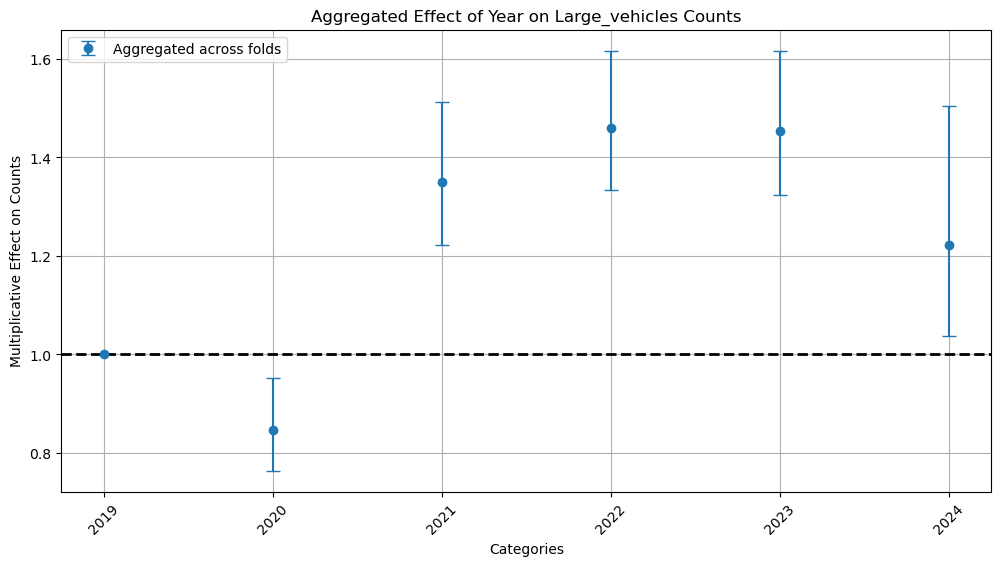 Aggregated Effect of Year on Large_vehicles Counts
Aggregated across folds
Multiplicative Effect on Counts
1.6
1.4
1.2
1.0
0.8
2019
2020
2021
2022
2023
2024
Categories